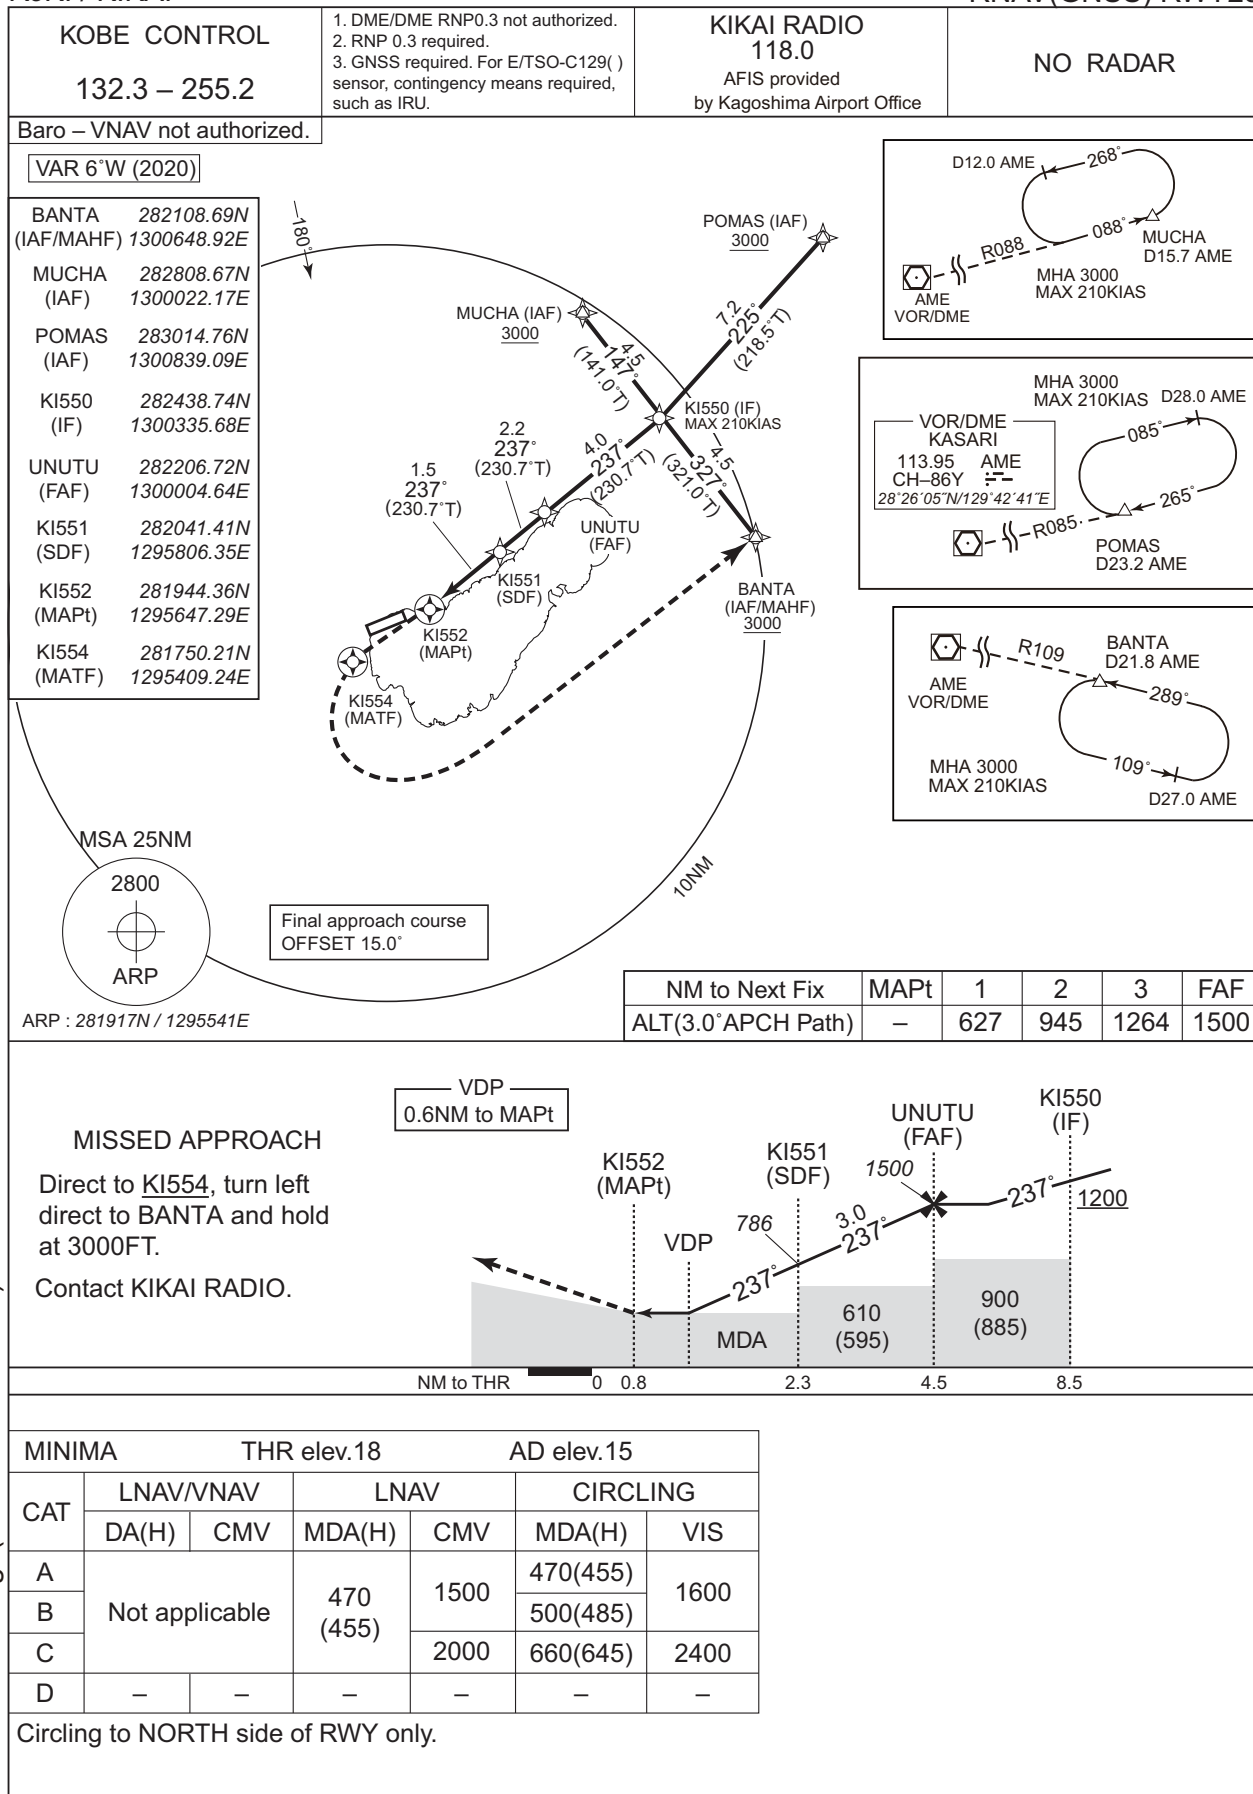 KOBE CONTROL
132.3 – 255.2
1. DME/DME RNP0.3 not authorized.
2. RNP 0.3 required.
3. GNSS required. For E/TSO-C129( )
sensor, contingency means required,
such as IRU.
KIKAI RADIO
118.0
AFIS provided
by Kagoshima Airport Office
NO RADAR
Baro – VNAV not authorized.
VAR 6˚W (2020)
BANTA 282108.69N
(IAF/MAHF) 1300648.92E
MUCHA 282808.67N
(IAF) 1300022.17E
POMAS 283014.76N
(IAF) 1300839.09E
KI550 282438.74N
(IF) 1300335.68E
UNUTU 282206.72N
(FAF) 1300004.64E
KI551 282041.41N
(SDF) 1295806.35E
KI552 281944.36N
(MAPt) 1295647.29E
KI554 281750.21N
(MATF) 1295409.24E
180˚
POMAS (IAF)
3000
MUCHA (IAF)
3000
7.2
225˚
(218.5˚T)
4.5
147˚
(141.0˚T)
KI550 (IF)
MAX 210KIAS
4.0
237˚
(230.7˚T)
4.5
327˚
(321.0˚T)
2.2
237˚
(230.7˚T)
1.5
237˚
(230.7˚T)
UNUTU
(FAF)
KI551
(SDF)
BANTA
(IAF/MAHF)
3000
KI552
(MAPt)
KI554
(MATF)
10NM
D12.0 AME
268˚
088˚
R088
MUCHA
D15.7 AME
MHA 3000
MAX 210KIAS
AME
VOR/DME
MHA 3000
MAX 210KIAS
D28.0 AME
VOR/DME
KASARI
113.95 AME
CH–86Y
28˚26´05˝N/129˚42´41˝E
085˚
265˚
R085
POMAS
D23.2 AME
R109
BANTA
D21.8 AME
AME
VOR/DME
289˚
109˚
MHA 3000
MAX 210KIAS
D27.0 AME
MSA 25NM
2800
ARP
ARP : 281917N / 1295541E
Final approach course
OFFSET 15.0˚
NM to Next Fix MAPt 1 2 3 FAF
ALT(3.0˚APCH Path) – 627 945 1264 1500
VDP
0.6NM to MAPt
MISSED APPROACH
Direct to KI554, turn left
direct to BANTA and hold
at 3000FT.
Contact KIKAI RADIO.
KI552
(MAPt)
VDP
KI551
(SDF)
UNUTU
(FAF)
KI550
(IF)
786
1500
3.0
237˚
237˚
237˚
1200
MDA
610
(595)
900
(885)
NM to THR 0 0.8 2.3 4.5 8.5
MINIMA THR elev.18 AD elev.15
CAT LNAV/VNAV LNAV CIRCLING
DA(H) CMV MDA(H) CMV MDA(H) VIS
A Not applicable 470 (455) 1500 470(455) 1600
B 500(485)
C 2000 660(645) 2400
D – – – – – –
Circling to NORTH side of RWY only.